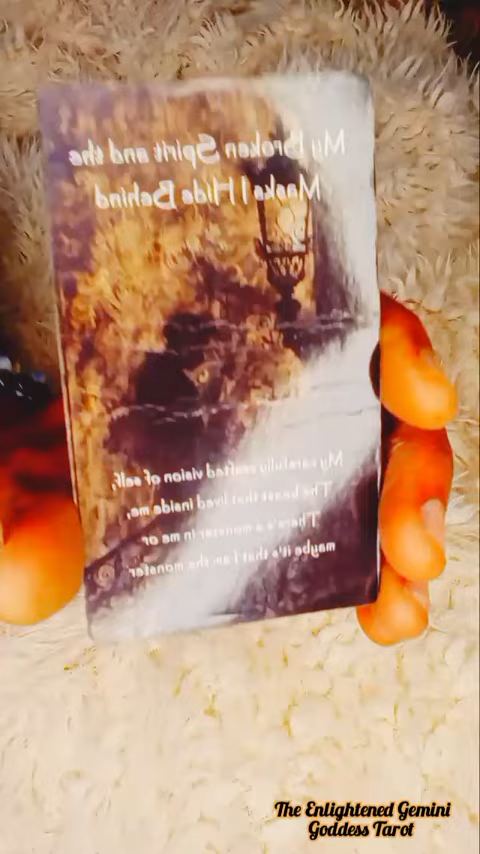 My Broken Spirit and the
Masks I Hide Behind
My carefully crafted vision of self,
The beast that lived inside me,
There's a monster in me or
maybe it's that I am the monster
The Enlightened Gemini
Goddess Tarot